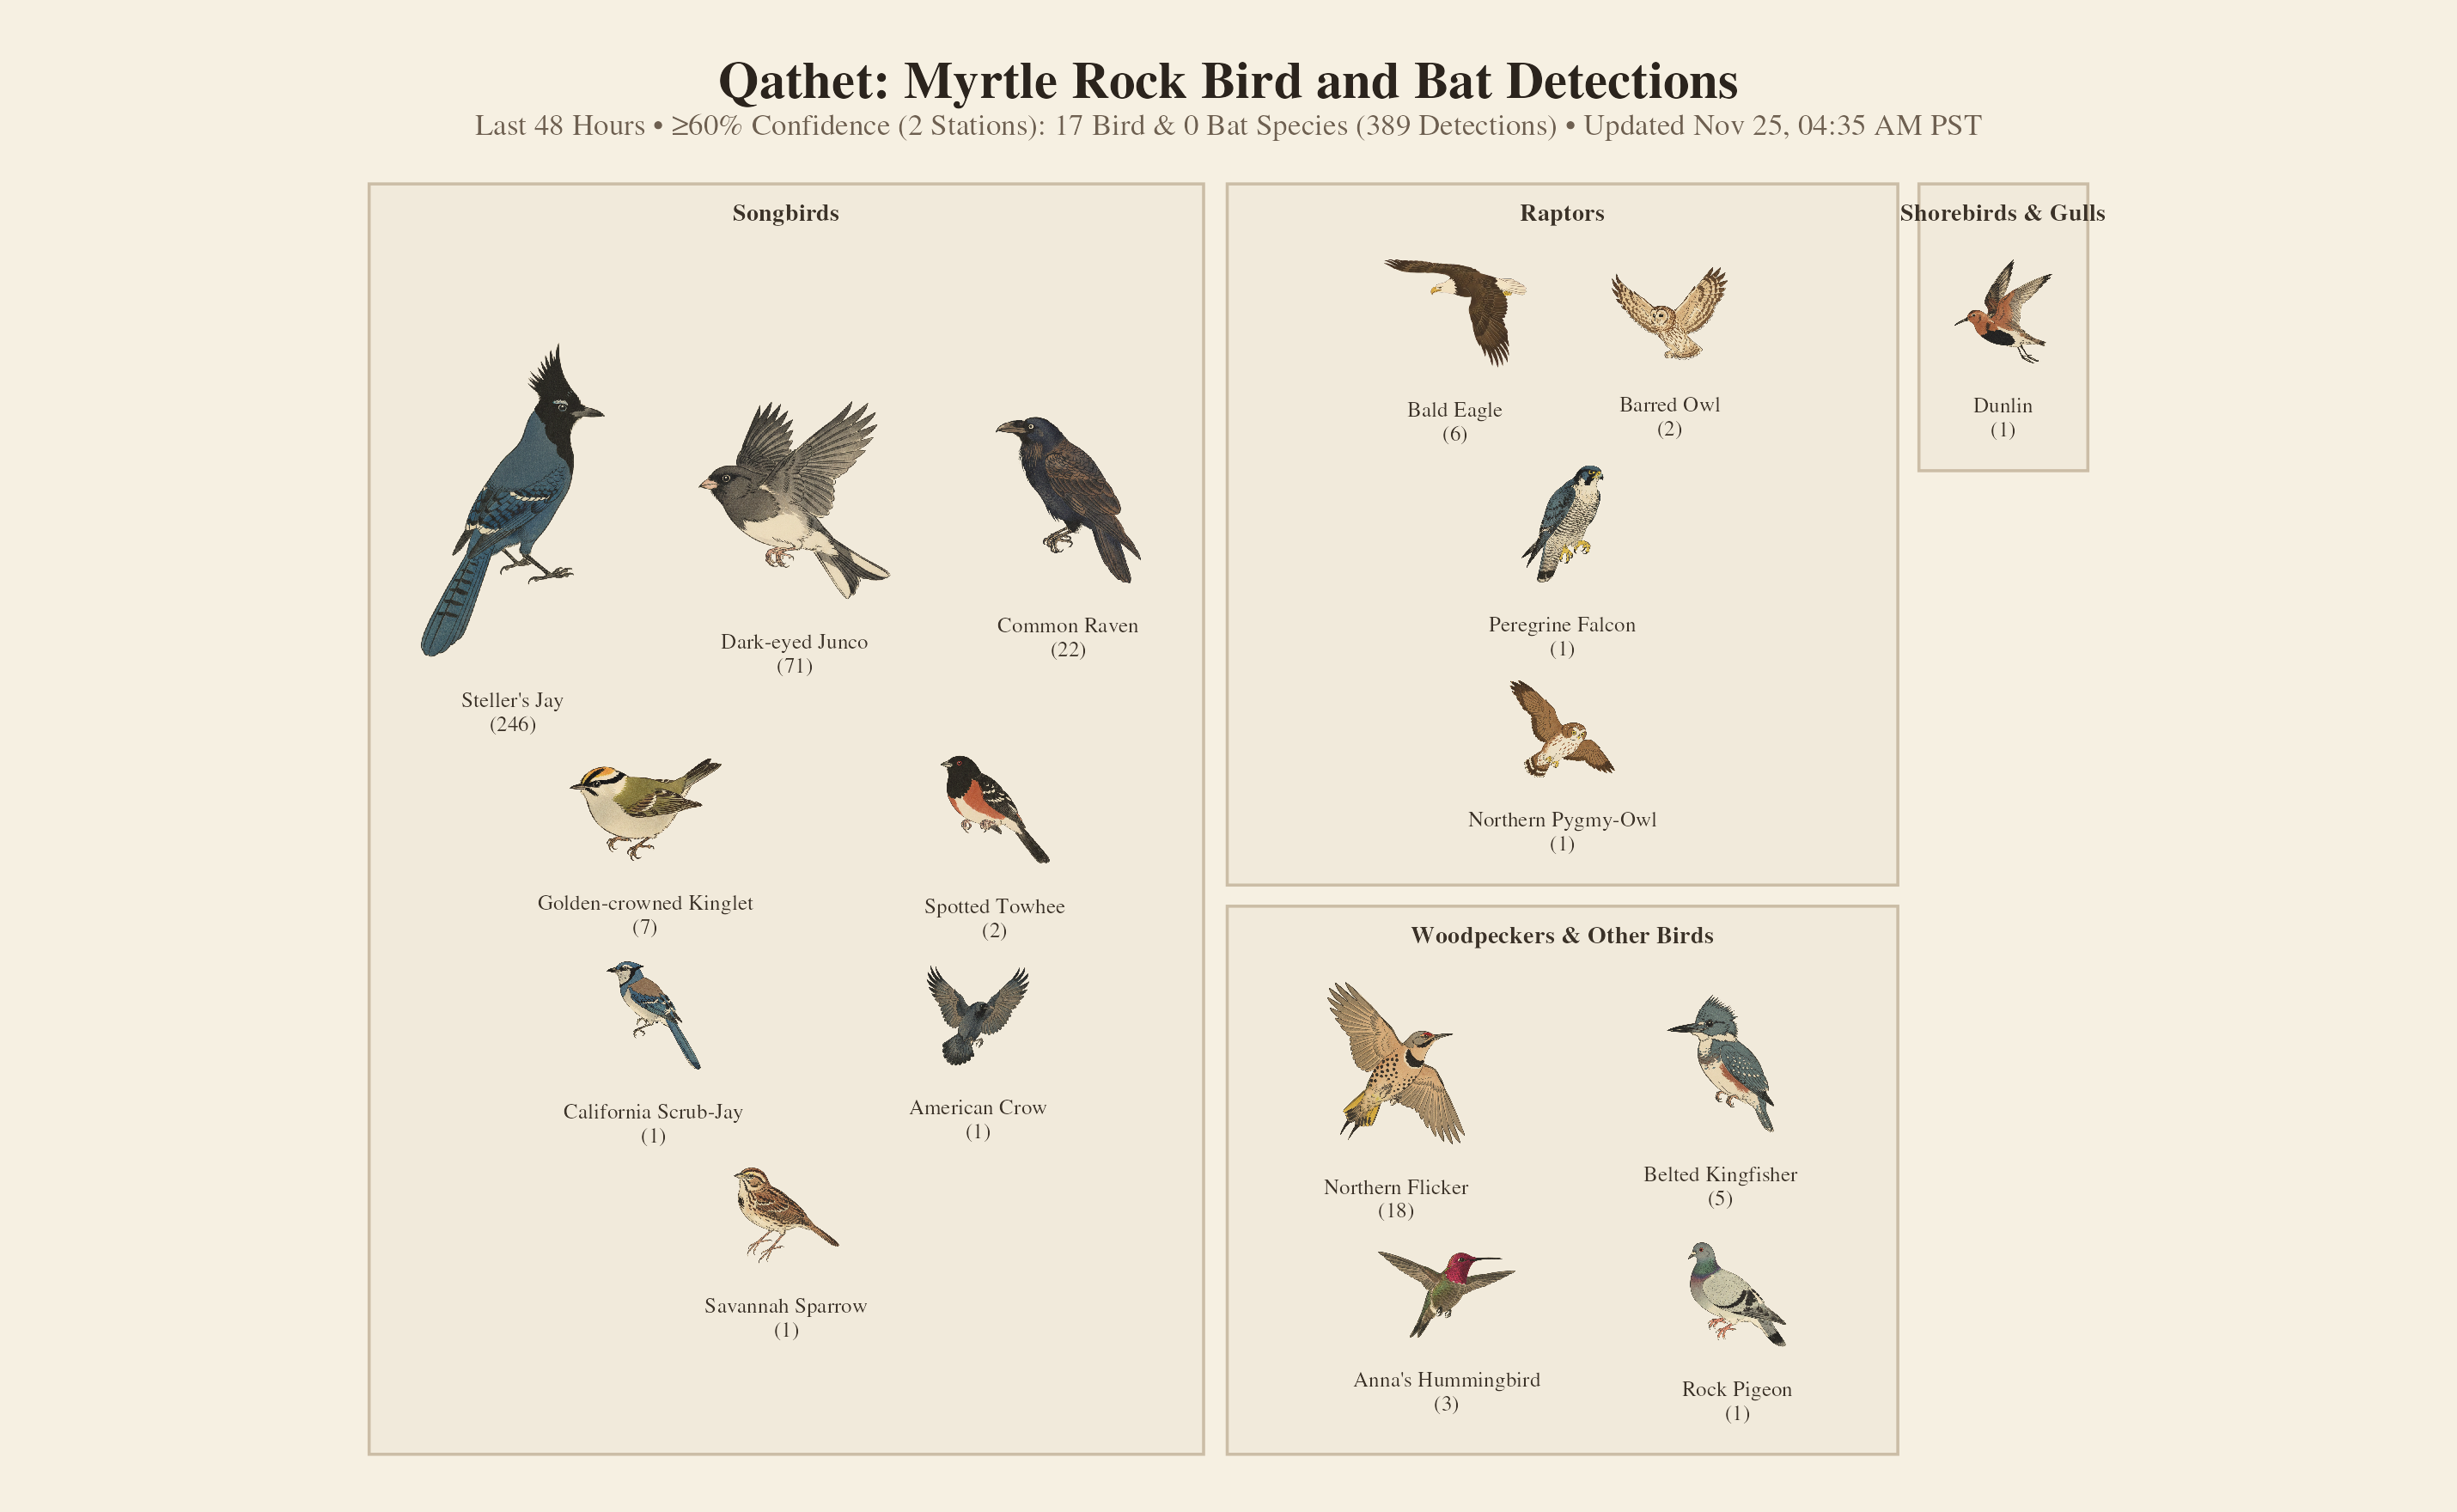 Qathet: Myrtle Rock Bird and Bat Detections
Last 48 Hours • ≥60% Confidence (2 Stations): 17 Bird & 0 Bat Species (389 Detections) • Updated Nov 25, 04:35 AM PST
Songbirds
Steller's Jay
(246)
Dark-eyed Junco
(71)
Common Raven
(22)
Golden-crowned Kinglet
(7)
Spotted Towhee
(2)
California Scrub-Jay
(1)
American Crow
(1)
Savannah Sparrow
(1)
Raptors
Bald Eagle
(6)
Barred Owl
(2)
Peregrine Falcon
(1)
Northern Pygmy-Owl
(1)
Woodpeckers & Other Birds
Northern Flicker
(18)
Belted Kingfisher
(5)
Anna's Hummingbird
(3)
Rock Pigeon
(1)
Shorebirds & Gulls
Dunlin
(1)